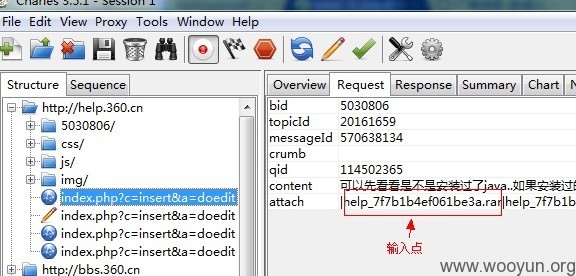 Charles 3.5.1 - Session 1
File Edit View Proxy Tools Window Help
Structure Sequence
Overview Request Response Summary Chart
http://help.360.cn
5030806/
css/
js/
img/
index.php?c=insert&a=doedit
index.php?c=insert&a=doedit
index.php?c=insert&a=doedit
index.php?c=insert&a=doedit
http://bbs.360.cn
bid 5030806
topicId 20161659
messageId 570638134
crumb
qid 114502365
content 可以先看看是不是安装过了java..如果安装过的
attach |help_7f7b1b4ef061be3a.rar|help_7f7b1b
输入点
www.wooyun.org